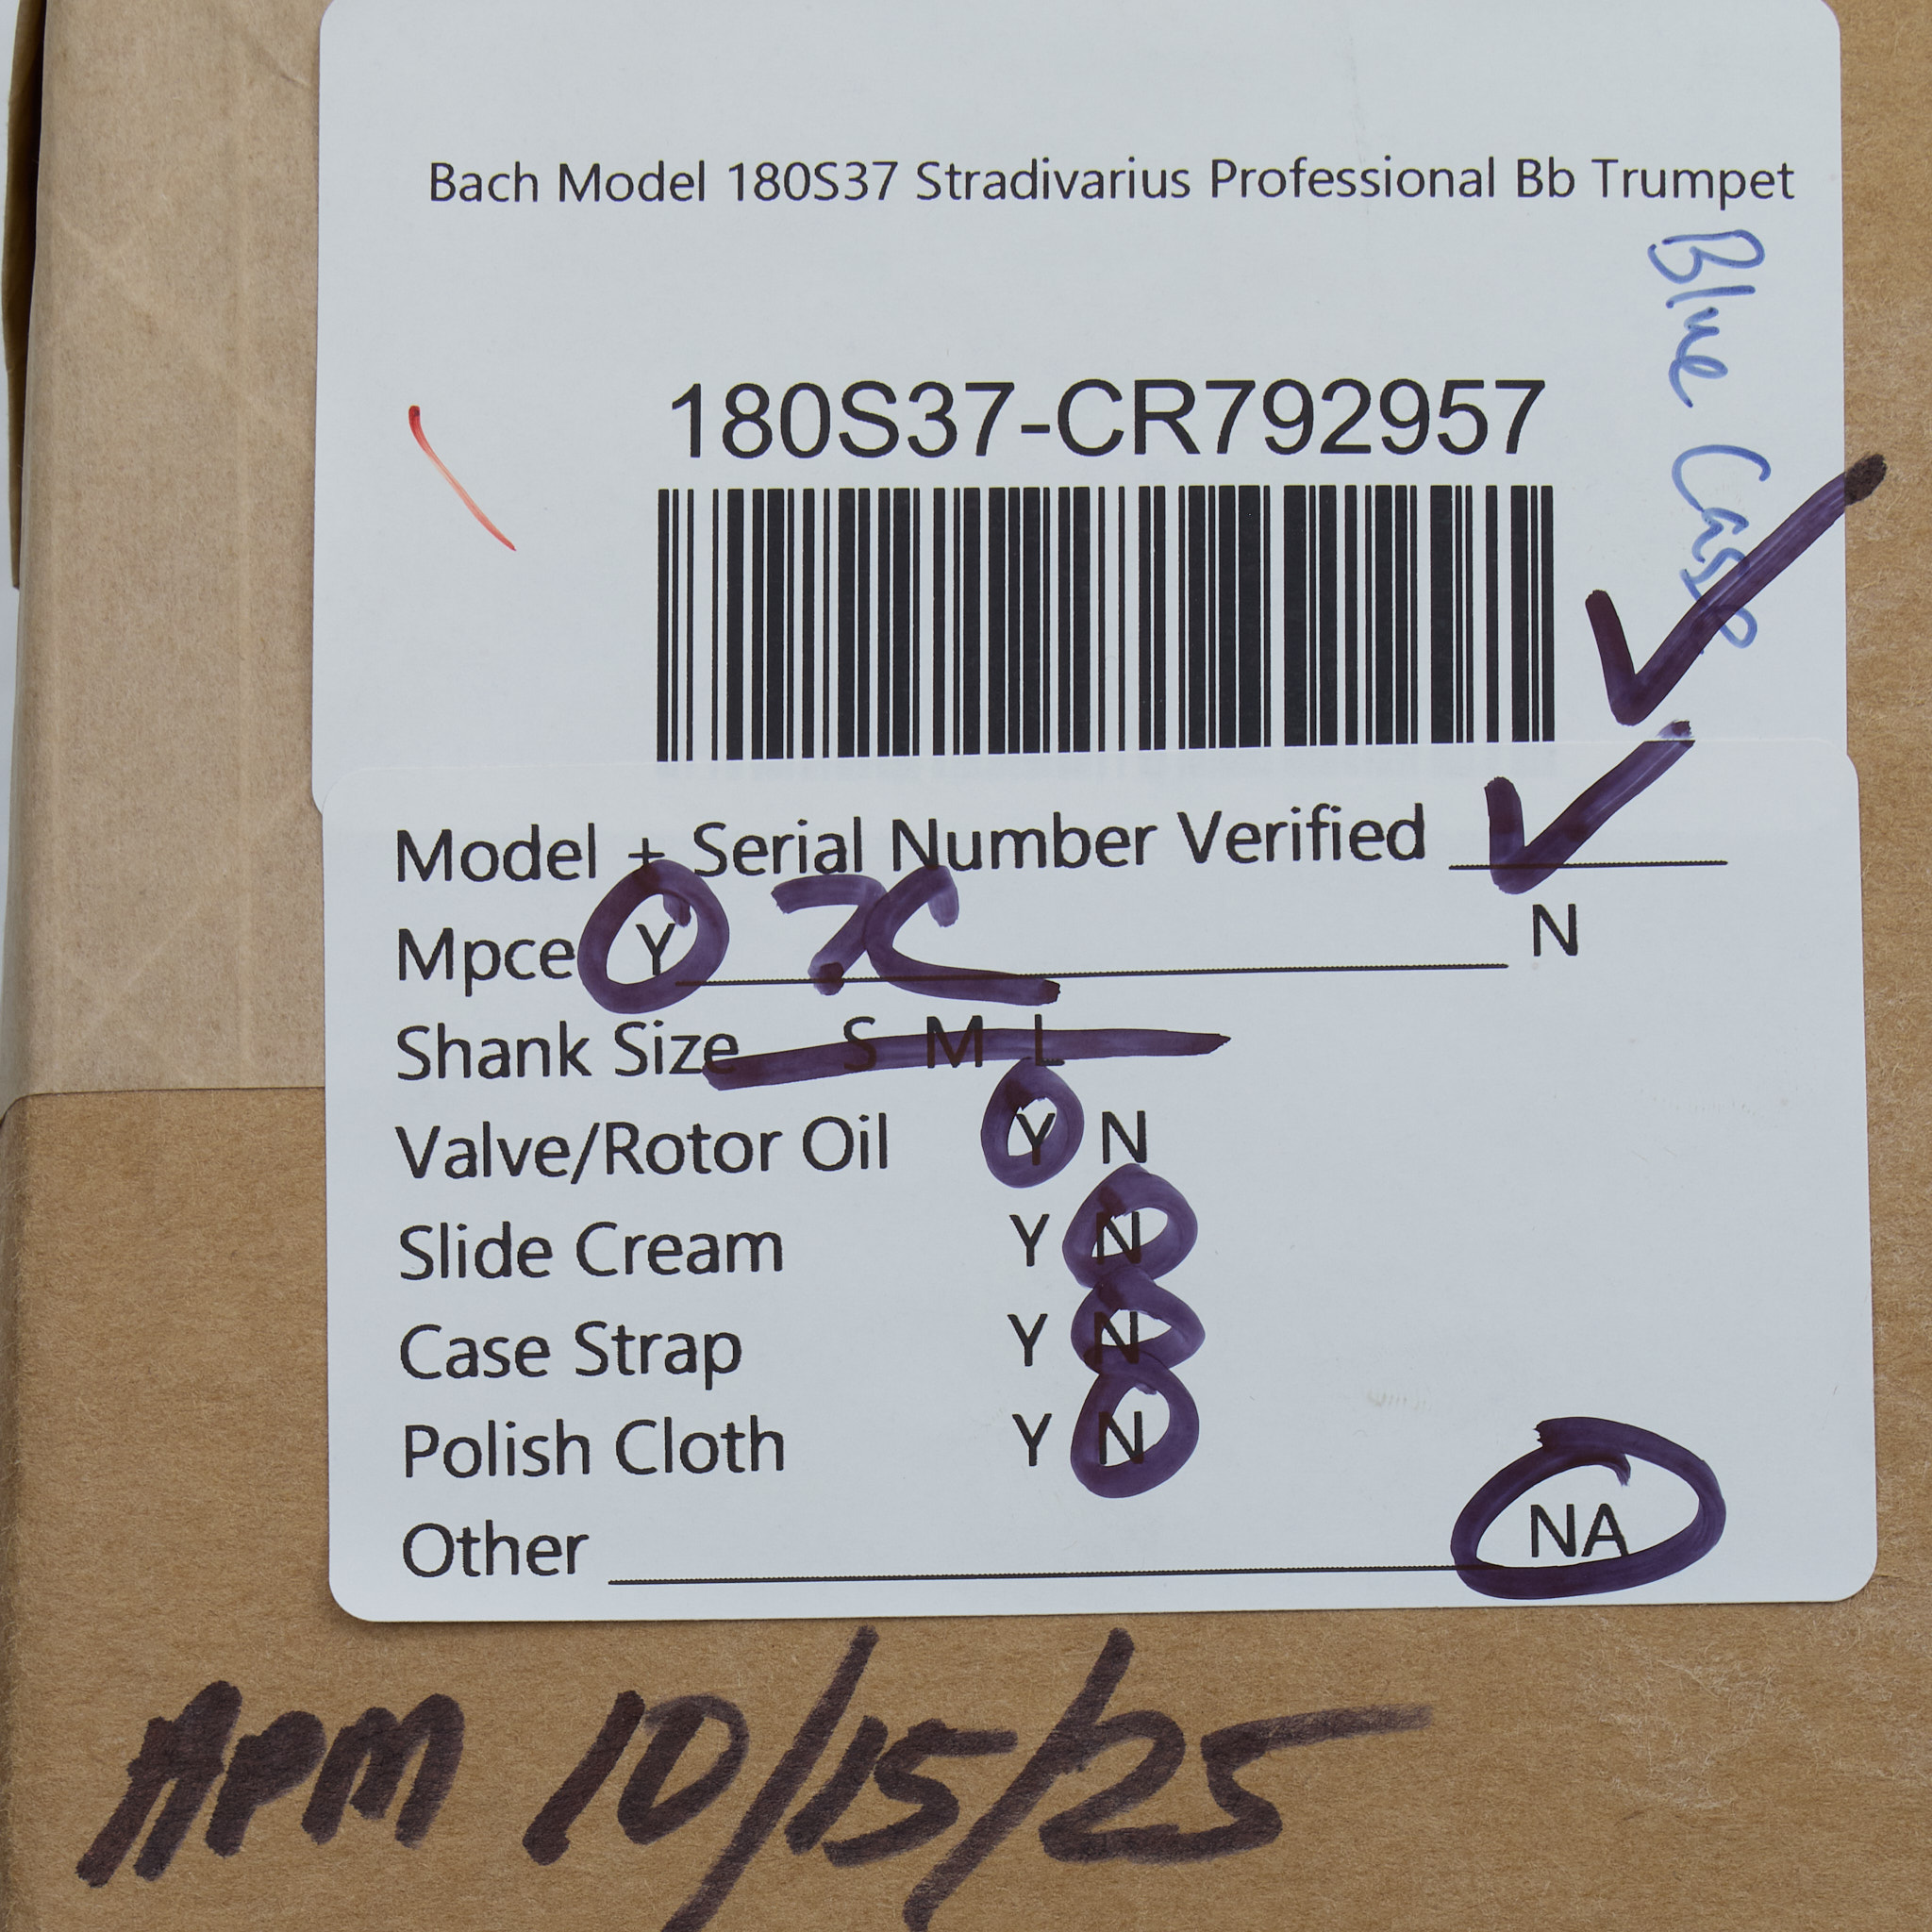 Bach Model 180S37 Stradivarius Professional Bb Trumpet
Blue Case
180S37-CR792957
Model + Serial Number Verified
Mpce Y 7C N
Shank Size S M L
Valve/Rotor Oil Y N
Slide Cream Y N
Case Strap Y N
Polish Cloth Y N
Other NA
APM 10/15/25